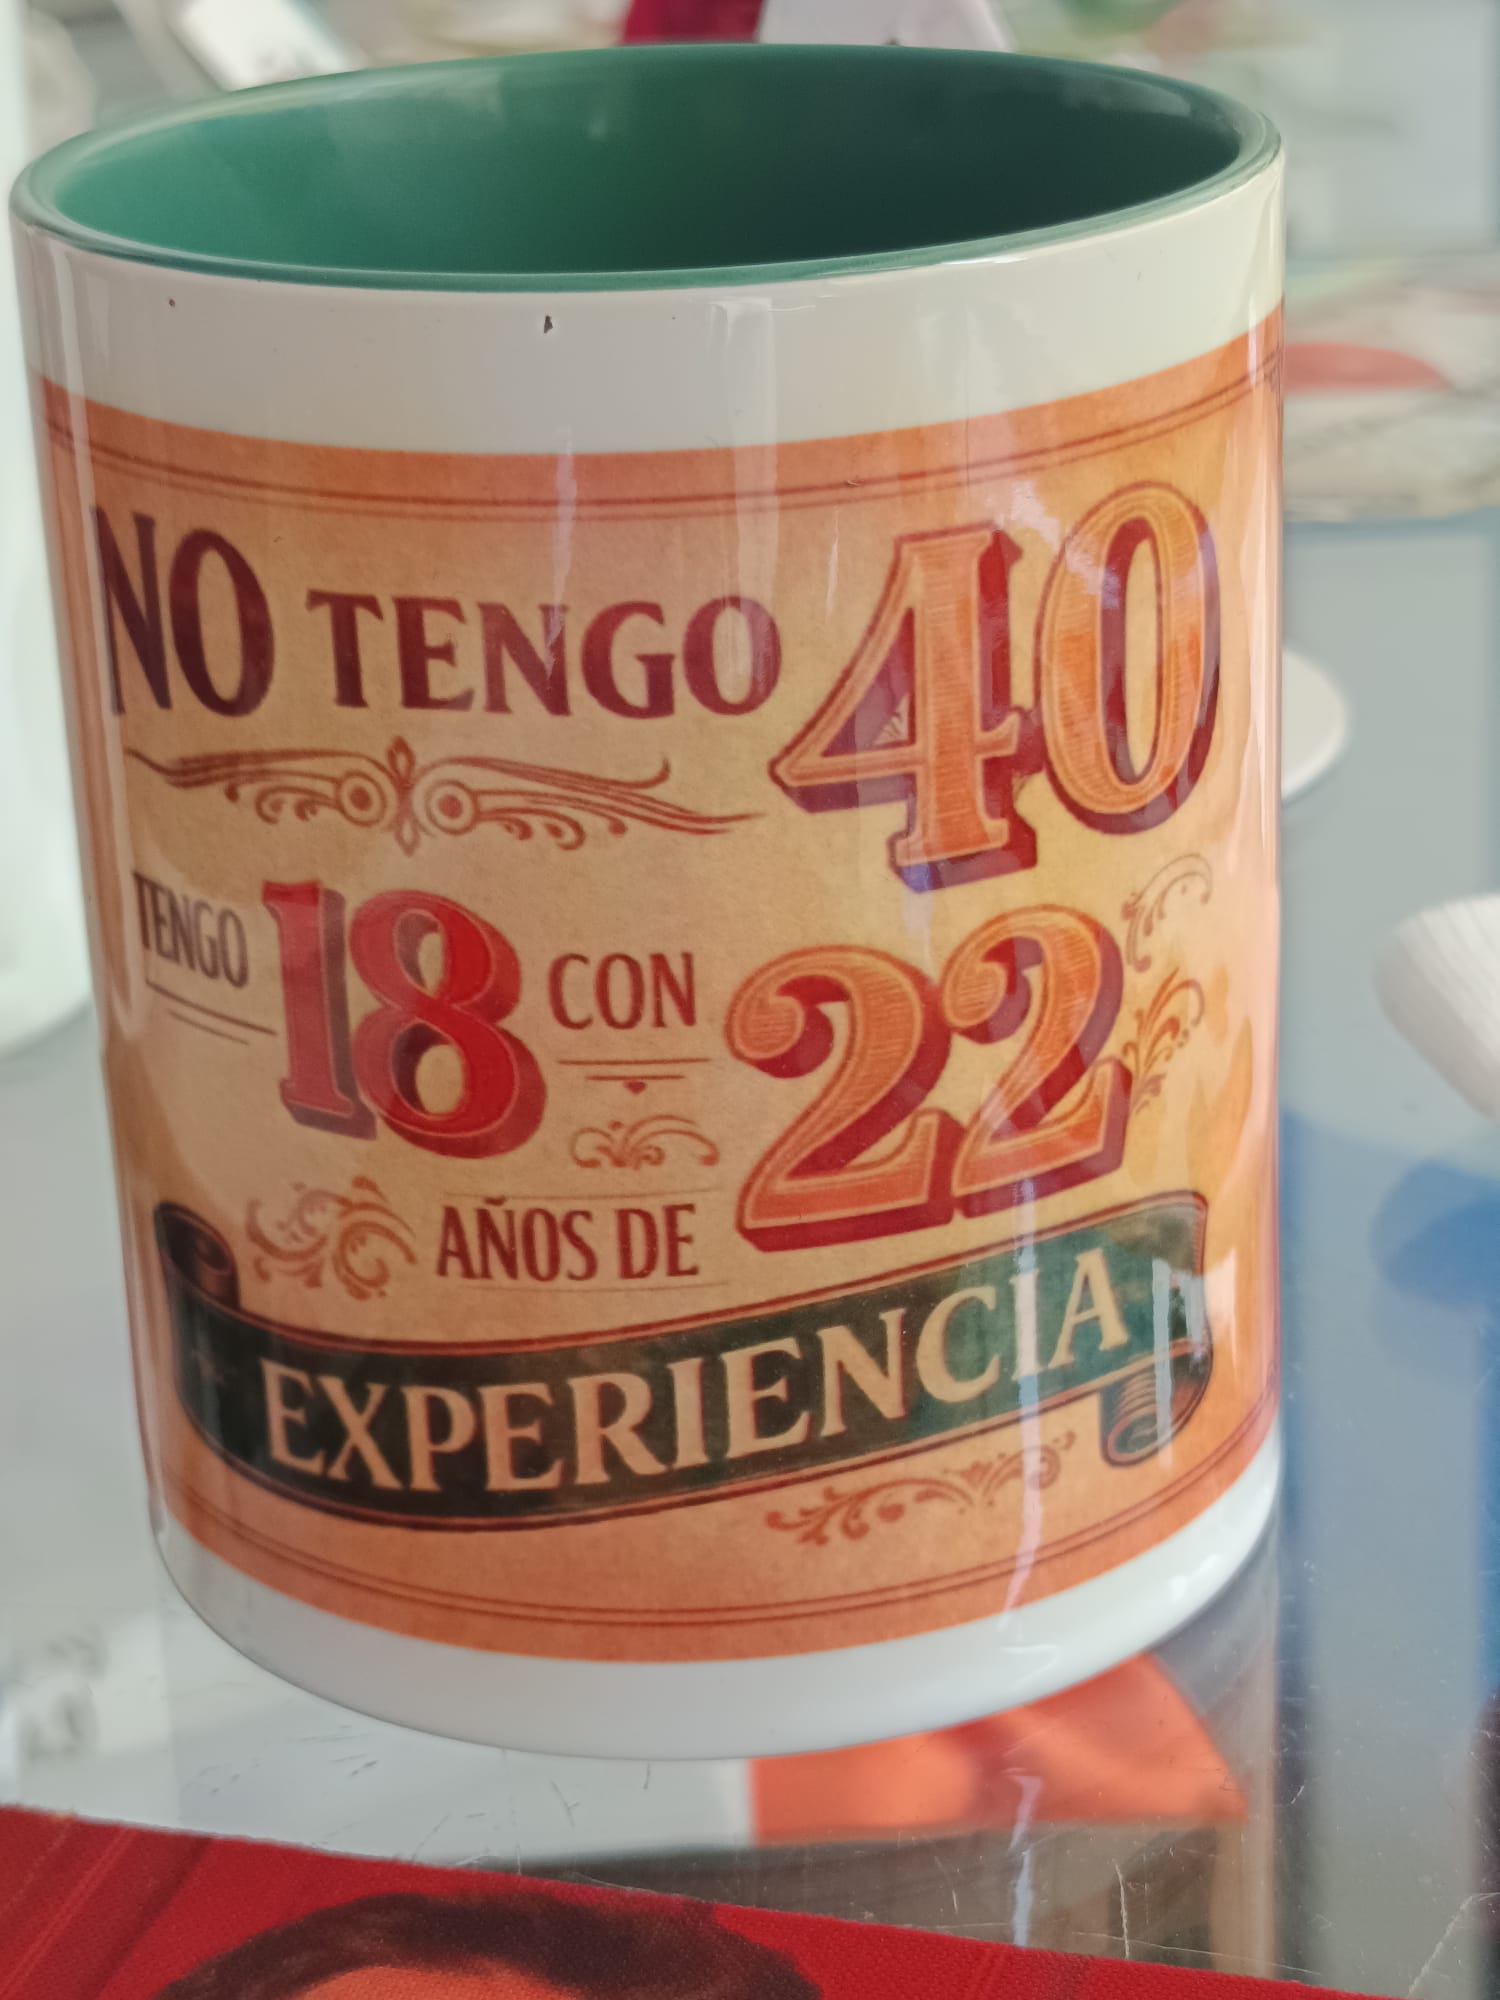 NO TENGO 40
TENGO 18 CON 22
AÑOS DE
EXPERIENCIA